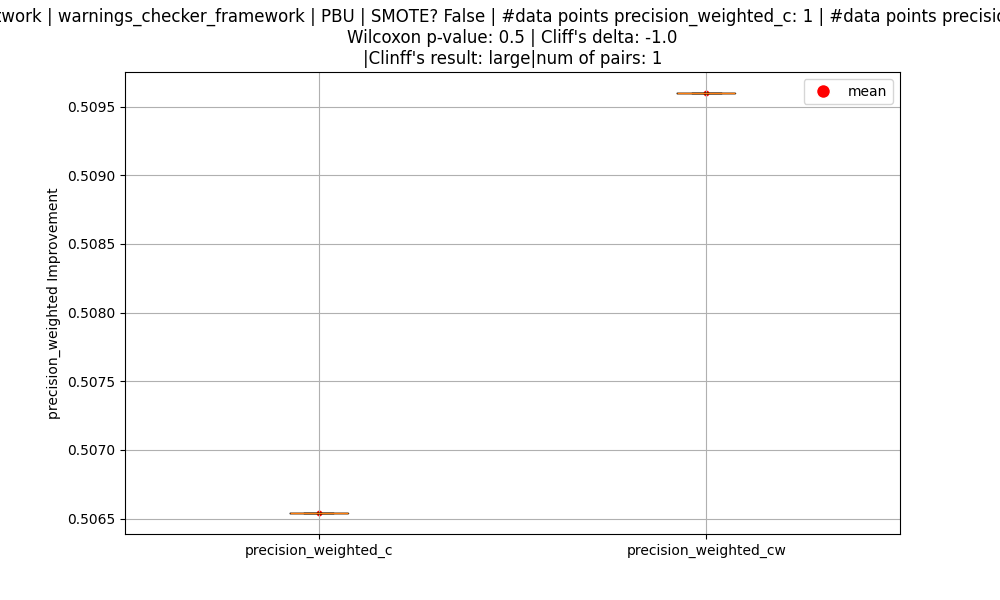 | warnings_checker_framework | PBU | SMOTE? False | #data points precision_weighted_c: 1 | #data points
Wilcoxon p-value: 0.5 | Cliff's delta: -1.0
|Clinff's result: large|num of pairs: 1
mean
precision_weighted Improvement
0.5095
0.5090
0.5085
0.5080
0.5075
0.5070
0.5065
precision_weighted_c
precision_weighted_cw